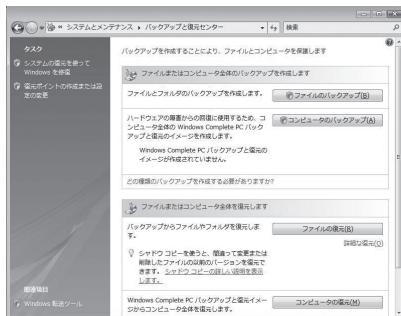 « システムとメンテナンス ▸ バックアップと復元センター
検索
タスク
システムの復元を使って
Windows を修復
復元ポイントの作成または設
定の変更
関連項目
Windows 転送ツール
バックアップを作成することにより、ファイルとコンピュータを保護します
ファイルまたはコンピュータ全体のバックアップを作成します
ファイルとフォルダのバックアップを作成します。
ファイルのバックアップ(B)
ハードウェアの障害からの回復に使用するため、コ
ンピュータ全体の Windows Complete PC バック
アップと復元のイメージを作成します。
コンピュータのバックアップ(A)
Windows Complete PC バックアップと復元の
イメージが作成されていません。
どの種類のバックアップを作成する必要がありますか?
ファイルまたはコンピュータ全体を復元します
バックアップからファイルやフォルダを復元しま
す。
ファイルの復元(R)
詳細な復元(O)
シャドウ コピーを使うと、間違って変更または
削除したファイルの以前のバージョンを復元で
きます。 シャドウ コピーの詳しい説明を表示
します。
Windows Complete PC バックアップと復元イメー
ジからコンピュータ全体を復元します。
コンピュータの復元(M)